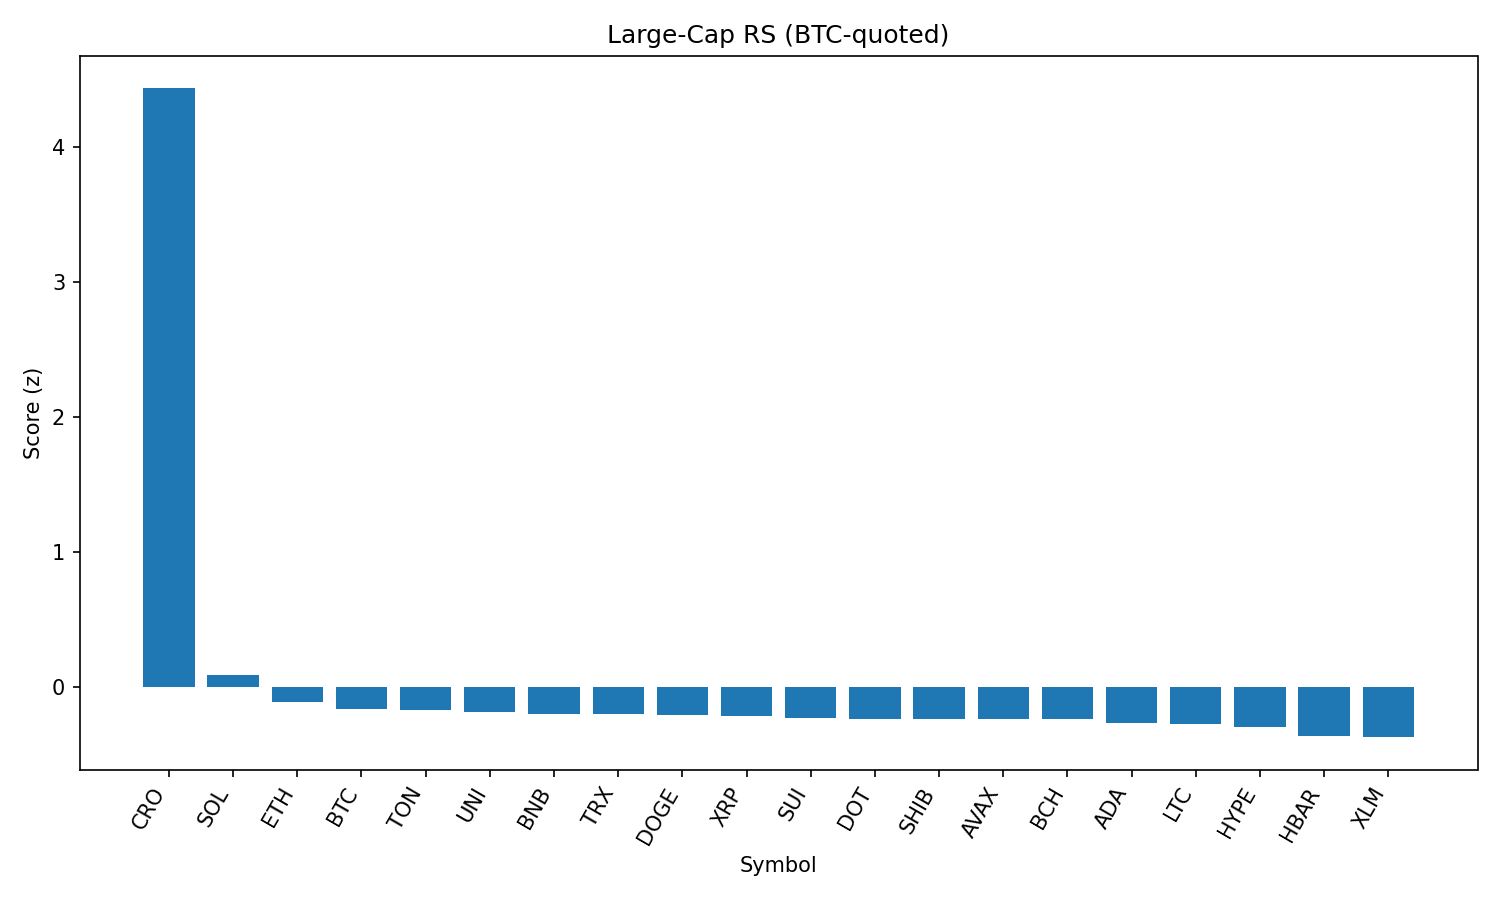 Large-Cap RS (BTC-quoted)
Score (z)
4
3
2
1
0
CRO
SOL
ETH
BTC
TON
UNI
BNB
TRX
DOGE
XRP
SUI
DOT
SHIB
AVAX
BCH
ADA
LTC
HYPE
HBAR
XLM
Symbol